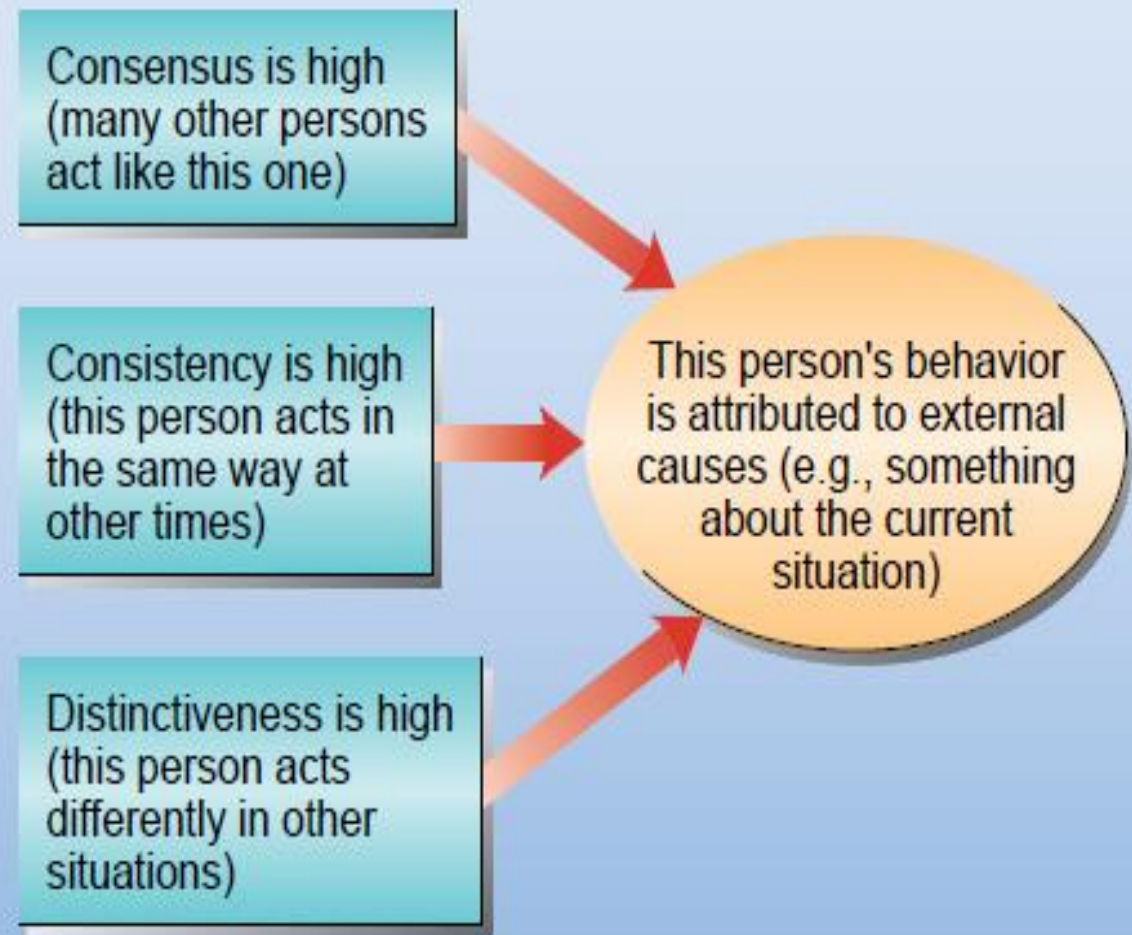 Consensus is high
(many other persons
act like this one)
Consistency is high
(this person acts in
the same way at
other times)
Distinctiveness is high
(this person acts
differently in other
situations)
This person's behavior
is attributed to external
causes (e.g., something
about the current
situation)